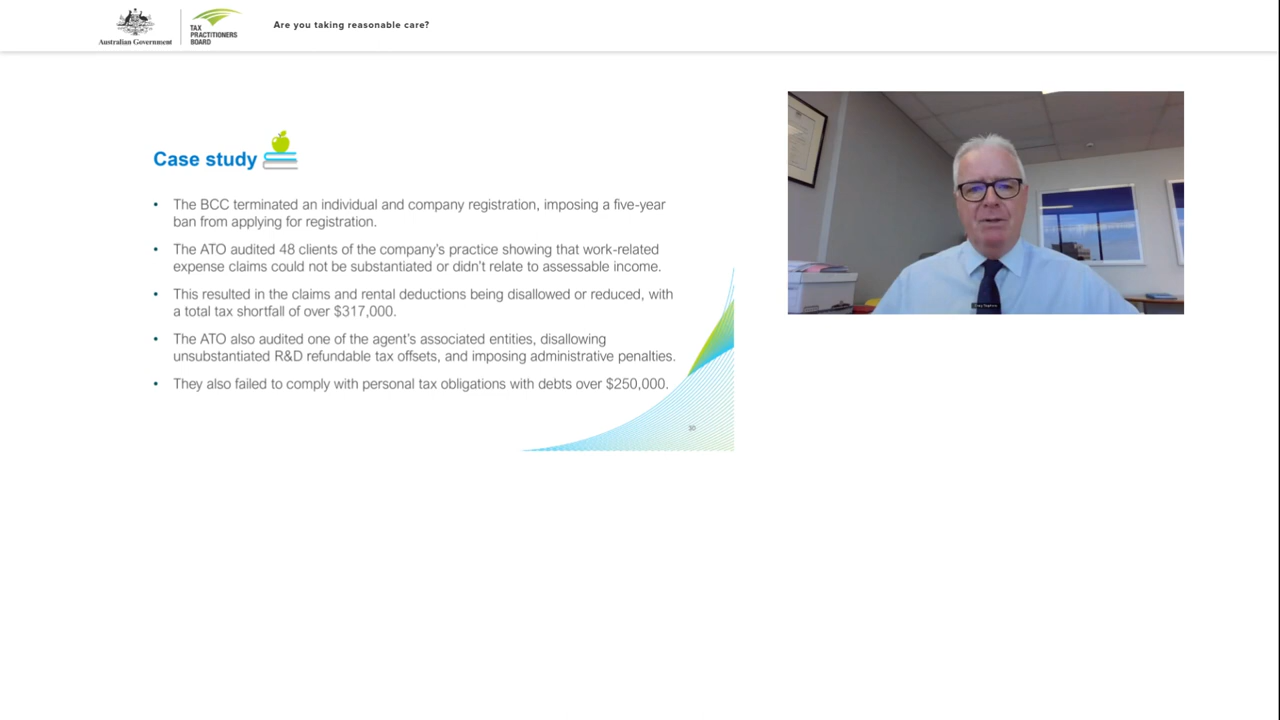 Australian Government
TAX
PRACTITIONERS
BOARD
Are you taking reasonable care?
Case study
• The BCC terminated an individual and company registration, imposing a five-year
ban from applying for registration.
• The ATO audited 48 clients of the company's practice showing that work-related
expense claims could not be substantiated or didn't relate to assessable income.
• This resulted in the claims and rental deductions being disallowed or reduced, with
a total tax shortfall of over $317,000.
• The ATO also audited one of the agent's associated entities, disallowing
unsubstantiated R&D refundable tax offsets, and imposing administrative penalties.
• They also failed to comply with personal tax obligations with debts over $250,000.